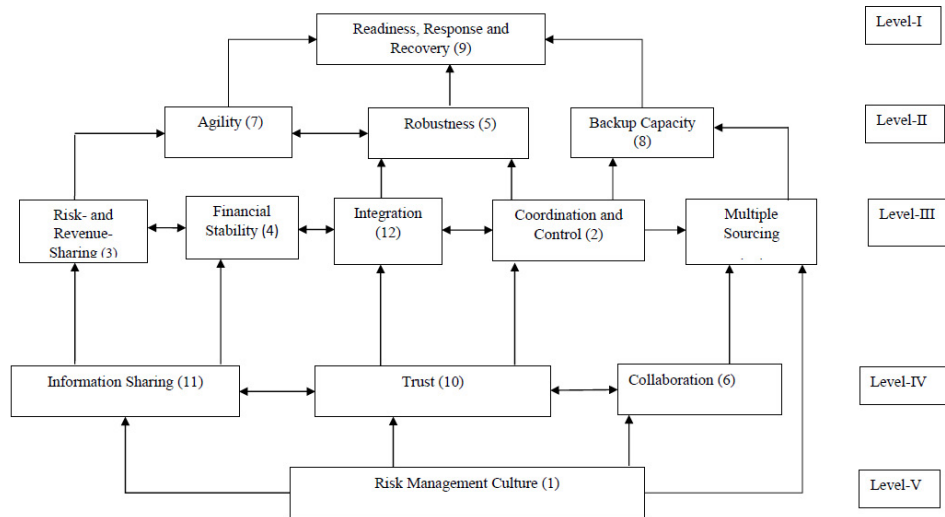 Readiness, Response and
Recovery (9)
Level-I
Agility (7)
Robustness (5)
Backup Capacity
(8)
Level-II
Risk- and
Revenue-
Sharing (3)
Financial
Stability (4)
Integration
(12)
Coordination and
Control (2)
Multiple
Sourcing
Level-III
Information Sharing (11)
Trust (10)
Collaboration (6)
Level-IV
Risk Management Culture (1)
Level-V